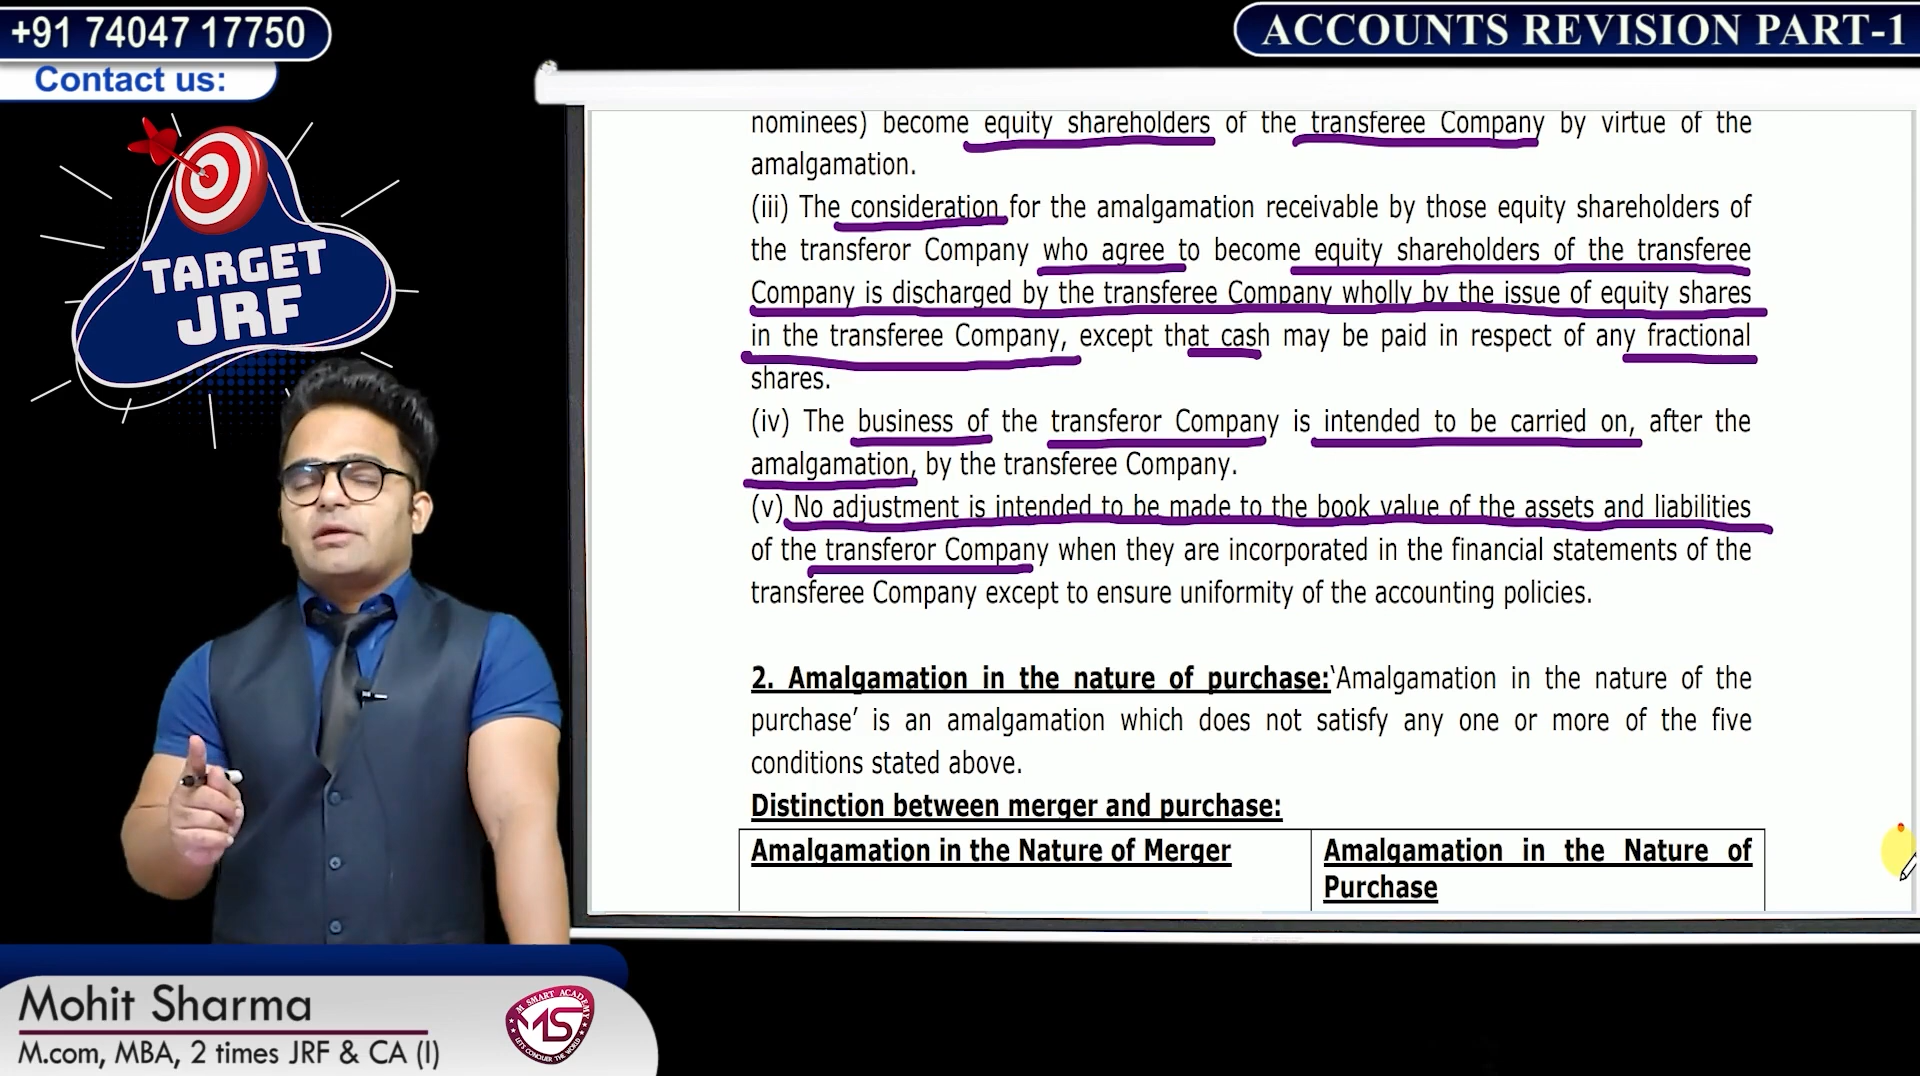 +91 74047 17750
Contact us:
ACCOUNTS REVISION PART-1
TARGET
JRF
nominees) become equity shareholders of the transferee Company by virtue of the
amalgamation.
(iii) The consideration for the amalgamation receivable by those equity shareholders of
the transferor Company who agree to become equity shareholders of the transferee
Company is discharged by the transferee Company wholly by the issue of equity shares
in the transferee Company, except that cash may be paid in respect of any fractional
shares.
(iv) The business of the transferor Company is intended to be carried on, after the
amalgamation, by the transferee Company.
(v) No adjustment is intended to be made to the book value of the assets and liabilities
of the transferor Company when they are incorporated in the financial statements of the
transferee Company except to ensure uniformity of the accounting policies.
2. Amalgamation in the nature of purchase:‘Amalgamation in the nature of the
purchase’ is an amalgamation which does not satisfy any one or more of the five
conditions stated above.
Distinction between merger and purchase:
Amalgamation in the Nature of Merger
Amalgamation in the Nature of
Purchase
Mohit Sharma
M.com, MBA, 2 times JRF & CA (I)
M SMART ACADEMY
MS
LET'S CONQUER THE WORLD